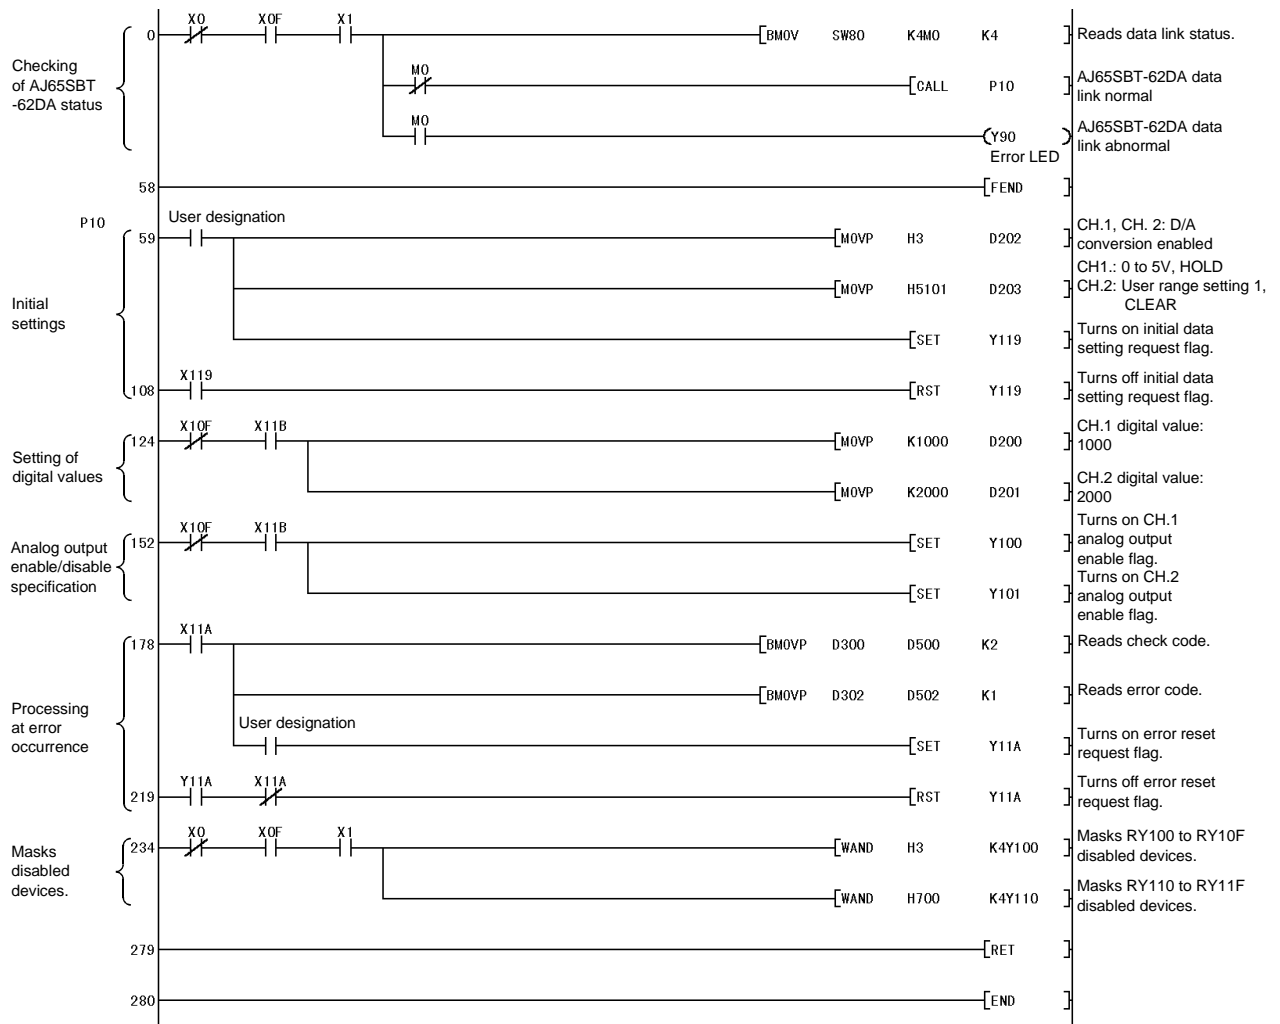 X0 X0F X1
0 BMOV SW80 K4M0 K4 Reads data link status.
Checking
of AJ65SBT
-62DA status
M0
CALL P10 AJ65SBT-62DA data
link normal
M0
Y90 AJ65SBT-62DA data
link abnormal
Error LED
58 FEND
P10 User designation
59 MOVP H3 D202 CH.1, CH. 2: D/A
conversion enabled
Initial
settings
MOVP H5101 D203 CH1.: 0 to 5V, HOLD
CH.2: User range setting 1,
CLEAR
SET Y119 Turns on initial data
setting request flag.
X119
108 RST Y119 Turns off initial data
setting request flag.
X10F X11B
124 MOVP K1000 D200 CH.1 digital value:
1000
Setting of
digital values
MOVP K2000 D201 CH.2 digital value:
2000
X10F X11B
152 SET Y100 Turns on CH.1
analog output
enable flag.
Analog output
enable/disable
specification
SET Y101 Turns on CH.2
analog output
enable flag.
X11A
178 BMOVP D300 D500 K2 Reads check code.
BMOVP D302 D502 K1 Reads error code.
Processing
at error
occurrence
User designation
SET Y11A Turns on error reset
request flag.
Y11A X11A
219 RST Y11A Turns off error reset
request flag.
X0 X0F X1
234 WAND H3 K4Y100 Masks RY100 to RY10F
disabled devices.
Masks
disabled
devices.
WAND H700 K4Y110 Masks RY110 to RY11F
disabled devices.
279 RET
280 END